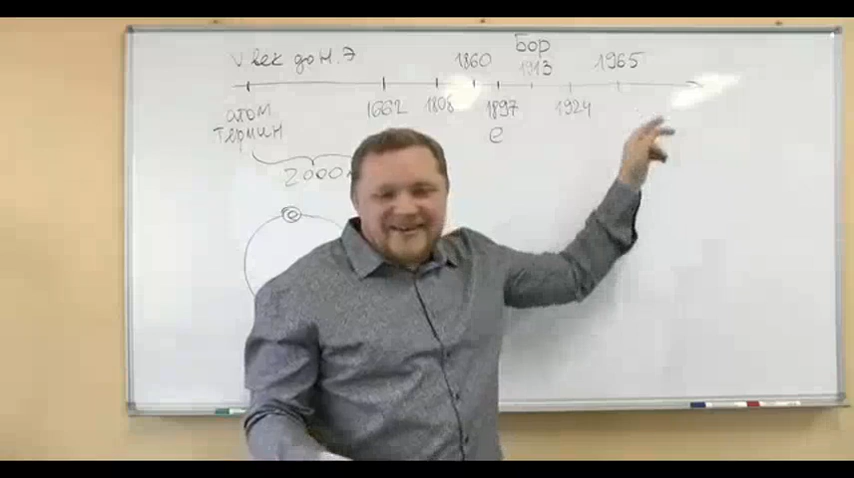 V век до н. э
1860
Бор
1913
1965
атом
термин
1662
1808
1897
e
1924
2000
e